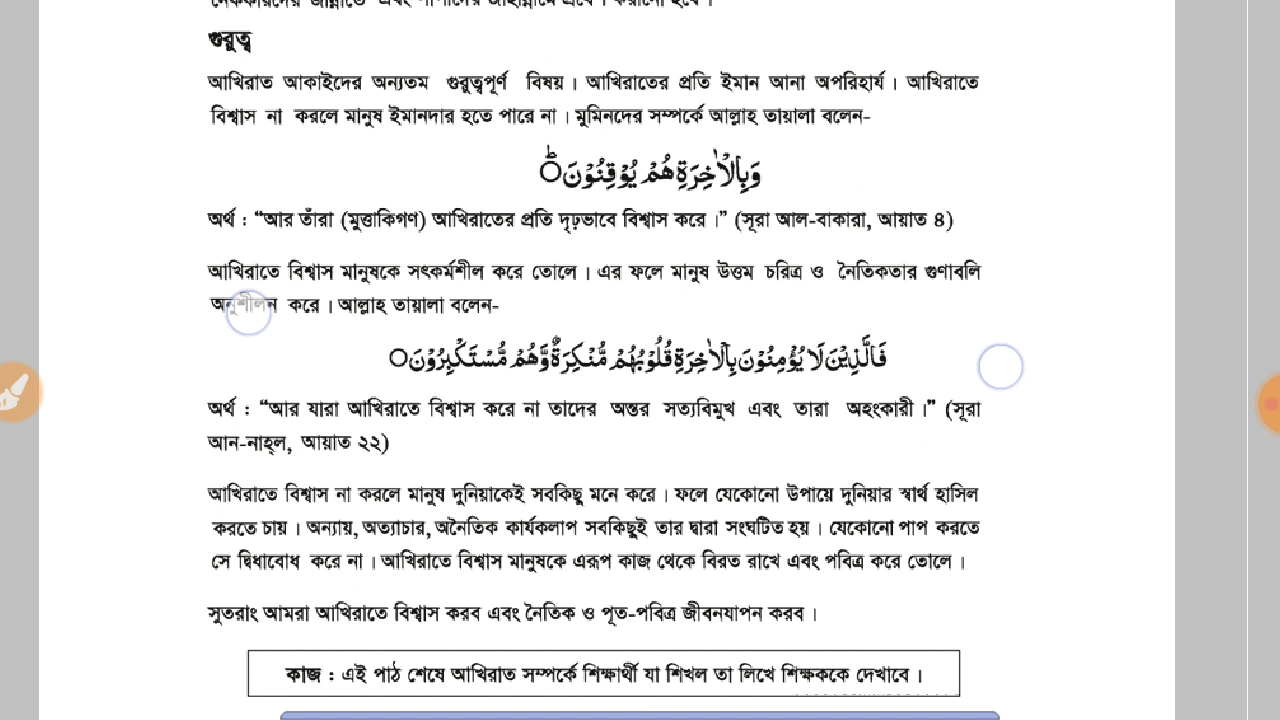 গুরুত্ব
আখিরাত আকাইদের অন্যতম গুরুত্বপূর্ণ বিষয়। আখিরাতের প্রতি ইমান আনা অপরিহার্য। আখিরাতে
বিশ্বাস না করলে মানুষ ইমানদার হতে পারে না। মুমিনদের সম্পর্কে আল্লাহ তায়ালা বলেন-
وَبِالْاٰخِرَةِ هُمْ يُوْقِنُوْنَ ۞ؕ
অর্থ : “আর তাঁরা (মুত্তাকিগণ) আখিরাতের প্রতি দৃঢ়ভাবে বিশ্বাস করে।” (সূরা আল-বাকারা, আয়াত ৪)
আখিরাতে বিশ্বাস মানুষকে সৎকর্মশীল করে তোলে। এর ফলে মানুষ উত্তম চরিত্র ও নৈতিকতার গুণাবলি
অনুশীলন করে। আল্লাহ তায়ালা বলেন-
فَالَّذِيْنَ لَا يُؤْمِنُوْنَ بِالْاٰخِرَةِ قُلُوْبُهُمْ مُّنْكِرَةٌ وَّهُمْ مُّسْتَكْبِرُوْنَ ۞
অর্থ : “আর যারা আখিরাতে বিশ্বাস করে না তাদের অন্তর সত্যবিমুখ এবং তারা অহংকারী।” (সূরা
আন-নাহ্‌ল, আয়াত ২২)
আখিরাতে বিশ্বাস না করলে মানুষ দুনিয়াকেই সবকিছু মনে করে। ফলে যেকোনো উপায়ে দুনিয়ার স্বার্থ হাসিল
করতে চায়। অন্যায়, অত্যাচার, অনৈতিক কার্যকলাপ সবকিছুই তার দ্বারা সংঘটিত হয়। যেকোনো পাপ করতে
সে দ্বিধাবোধ করে না। আখিরাতে বিশ্বাস মানুষকে এরূপ কাজ থেকে বিরত রাখে এবং পবিত্র করে তোলে।
সুতরাং আমরা আখিরাতে বিশ্বাস করব এবং নৈতিক ও পূত-পবিত্র জীবনযাপন করব।
কাজ : এই পাঠ শেষে আখিরাত সম্পর্কে শিক্ষার্থী যা শিখল তা লিখে শিক্ষককে দেখাবে।